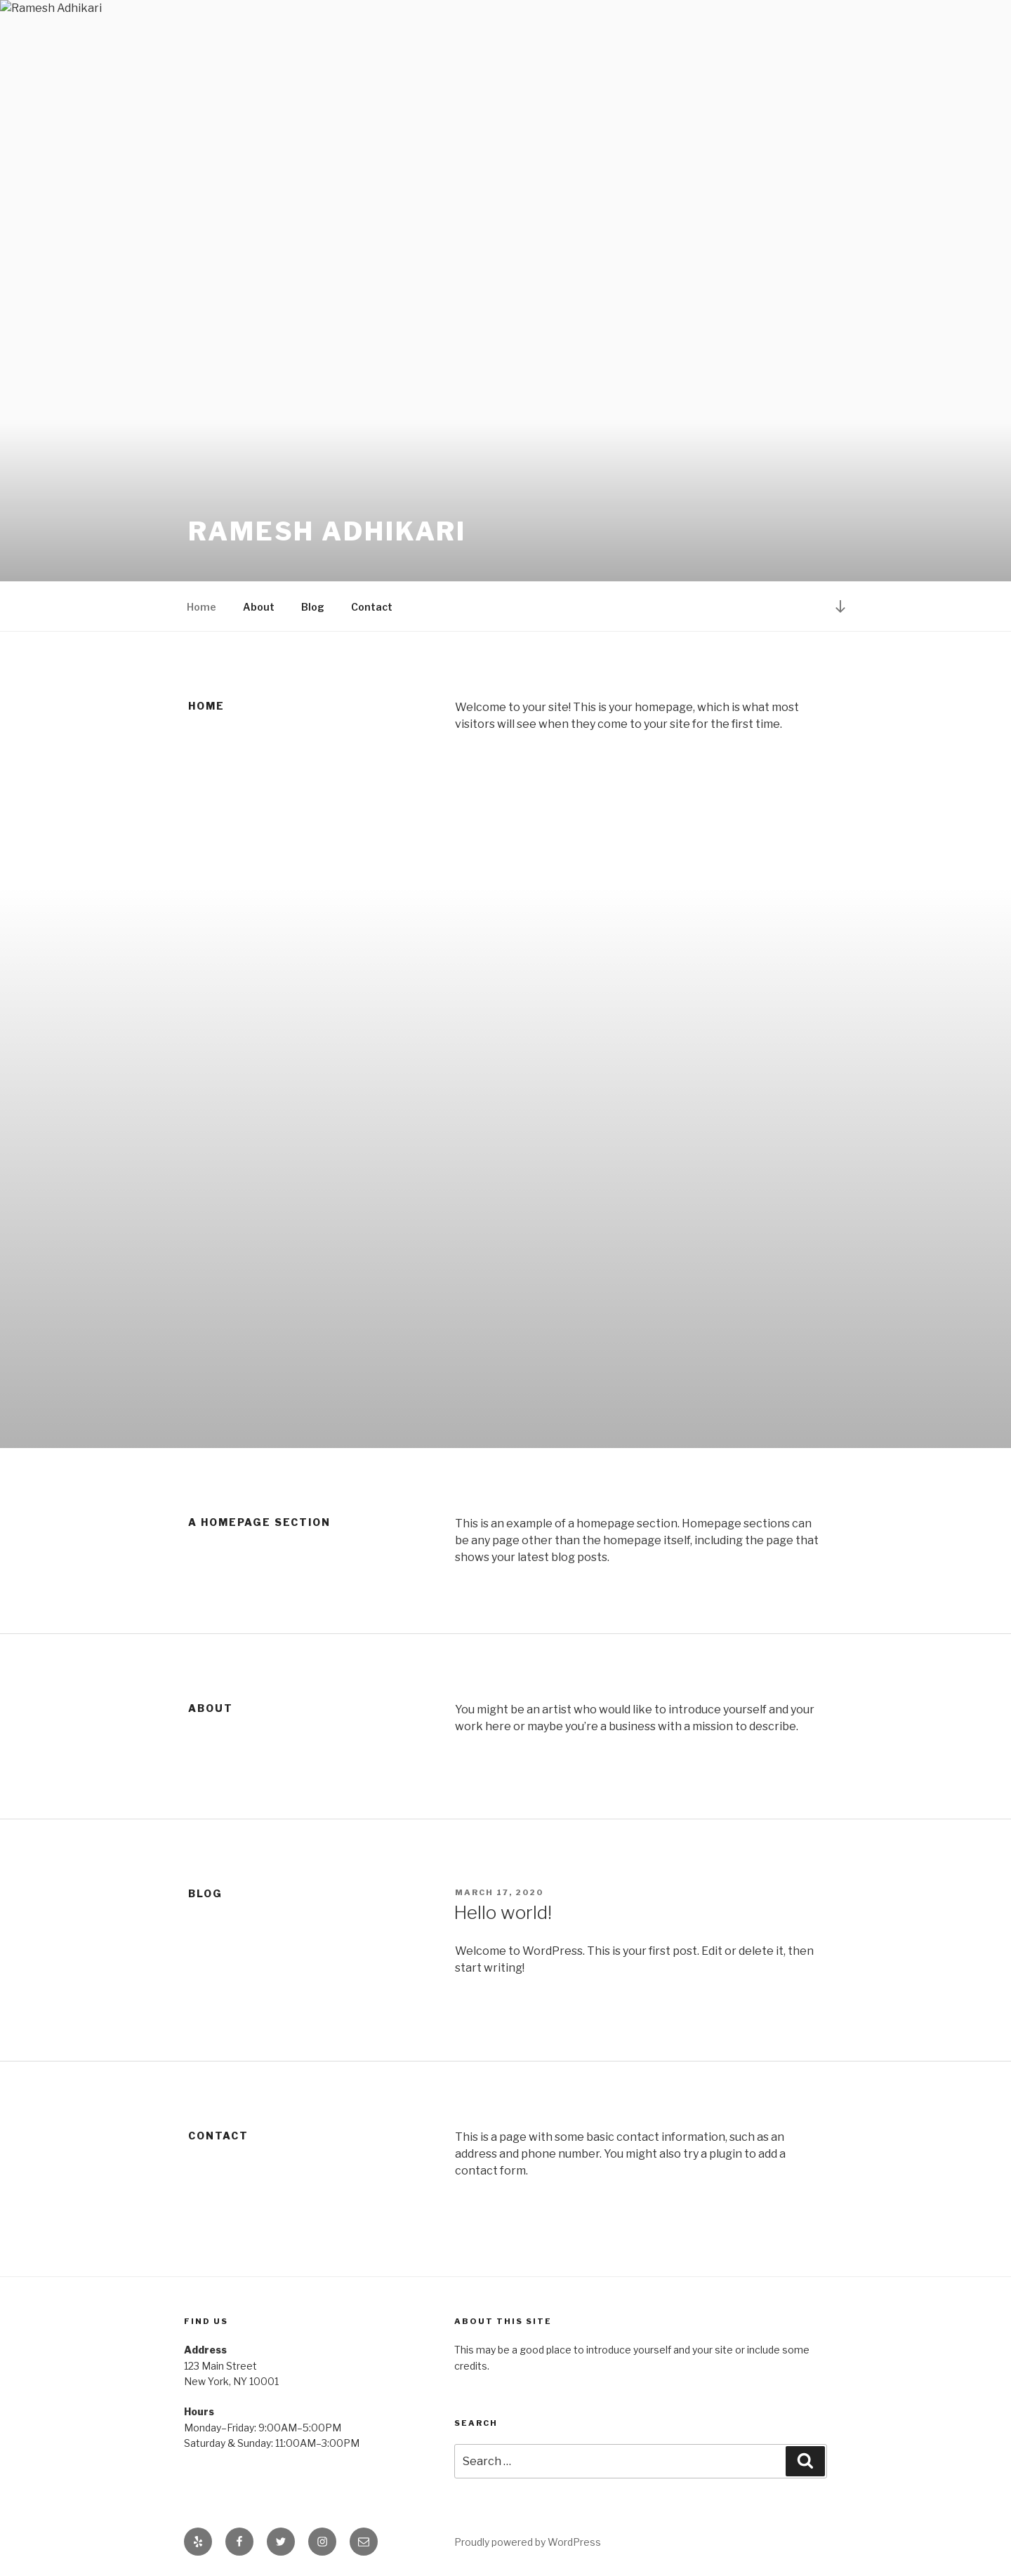 Ramesh Adhikari
RAMESH ADHIKARI
Home About Blog Contact
HOME
Welcome to your site! This is your homepage, which is what most
visitors will see when they come to your site for the first time.
A HOMEPAGE SECTION
This is an example of a homepage section. Homepage sections can
be any page other than the homepage itself, including the page that
shows your latest blog posts.
ABOUT
You might be an artist who would like to introduce yourself and your
work here or maybe you’re a business with a mission to describe.
BLOG
MARCH 17, 2020
Hello world!
Welcome to WordPress. This is your first post. Edit or delete it, then
start writing!
CONTACT
This is a page with some basic contact information, such as an
address and phone number. You might also try a plugin to add a
contact form.
FIND US
Address
123 Main Street
New York, NY 10001
Hours
Monday–Friday: 9:00AM–5:00PM
Saturday & Sunday: 11:00AM–3:00PM
ABOUT THIS SITE
This may be a good place to introduce yourself and your site or include some
credits.
SEARCH
Search …
Proudly powered by WordPress